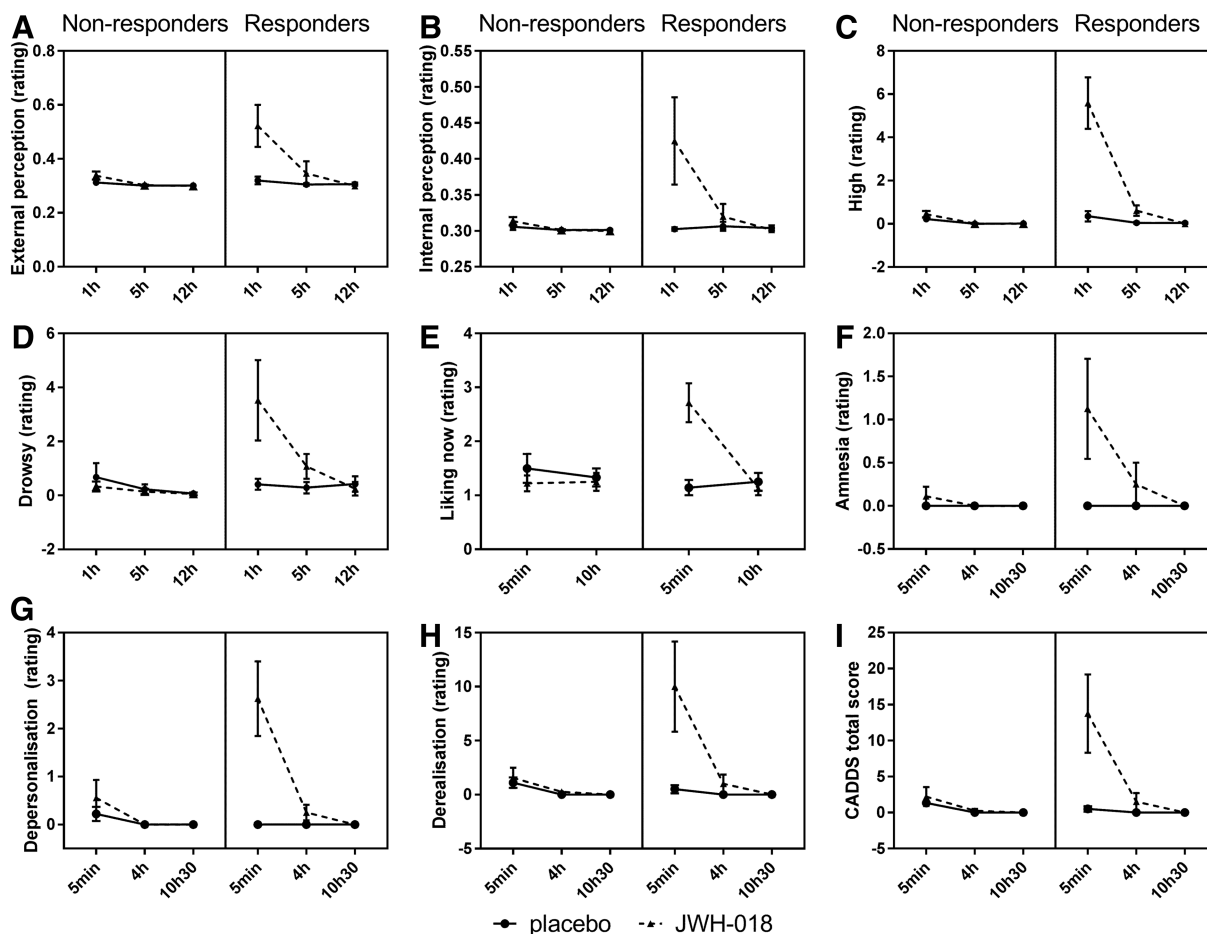 A Non-responders Responders
External perception (rating)
0.8
0.6
0.4
0.2
0.0
1h 5h 12h 1h 5h 12h
B Non-responders Responders
Internal perception (rating)
0.55
0.50
0.45
0.40
0.35
0.30
0.25
1h 5h 12h 1h 5h 12h
C Non-responders Responders
High (rating)
8
6
4
2
0
-2
1h 5h 12h 1h 5h 12h
D
Drowsy (rating)
6
4
2
0
-2
1h 5h 12h 1h 5h 12h
E
Liking now (rating)
4
3
2
1
0
5min 10h 5min 10h
F
Amnesia (rating)
2.0
1.5
1.0
0.5
0.0
-0.5
5min 4h 10h30 5min 4h 10h30
G
Depersonalisation (rating)
4
3
2
1
0
5min 4h 10h30 5min 4h 10h30
H
Derealisation (rating)
15
10
5
0
-5
5min 4h 10h30 5min 4h 10h30
I
CADDS total score
25
20
15
10
5
0
-5
5min 4h 10h30 5min 4h 10h30
placebo JWH-018